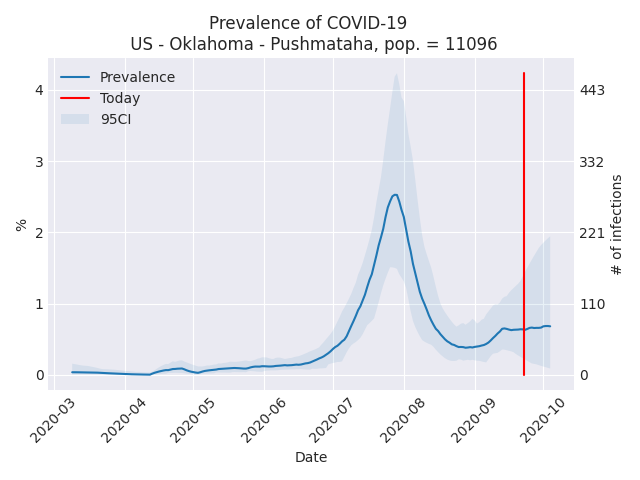 Prevalence of COVID-19
US - Oklahoma - Pushmataha, pop. = 11096
Prevalence
Today
95CI
%
4
3
2
1
0
443
332
221
110
0
# of infections
2020-03
2020-04
2020-05
2020-06
2020-07
2020-08
2020-09
2020-10
Date